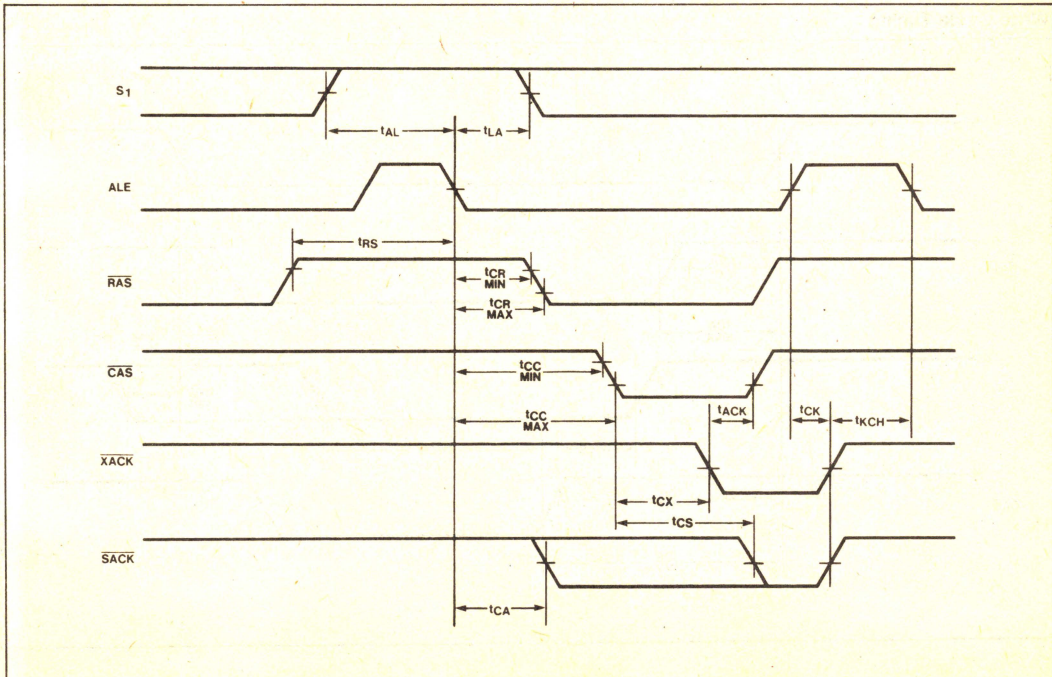 S1
tAL
tLA
ALE
tRS
RAS
tCR
MIN
tCR
MAX
CAS
tCC
MIN
tCC
MAX
tACK
tCK
tKCH
XACK
tCX
tCS
SACK
tCA